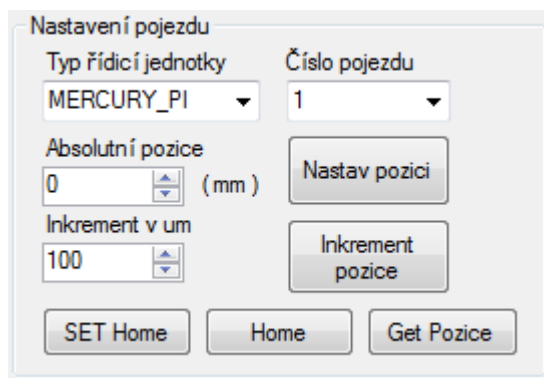 Nastavení pojezdu
Typ řídicí jednotky
Číslo pojezdu
MERCURY_PI
1
Absolutní pozice
0
( mm )
Nastav pozici
Inkrement v um
100
Inkrement
pozice
SET Home
Home
Get Pozice